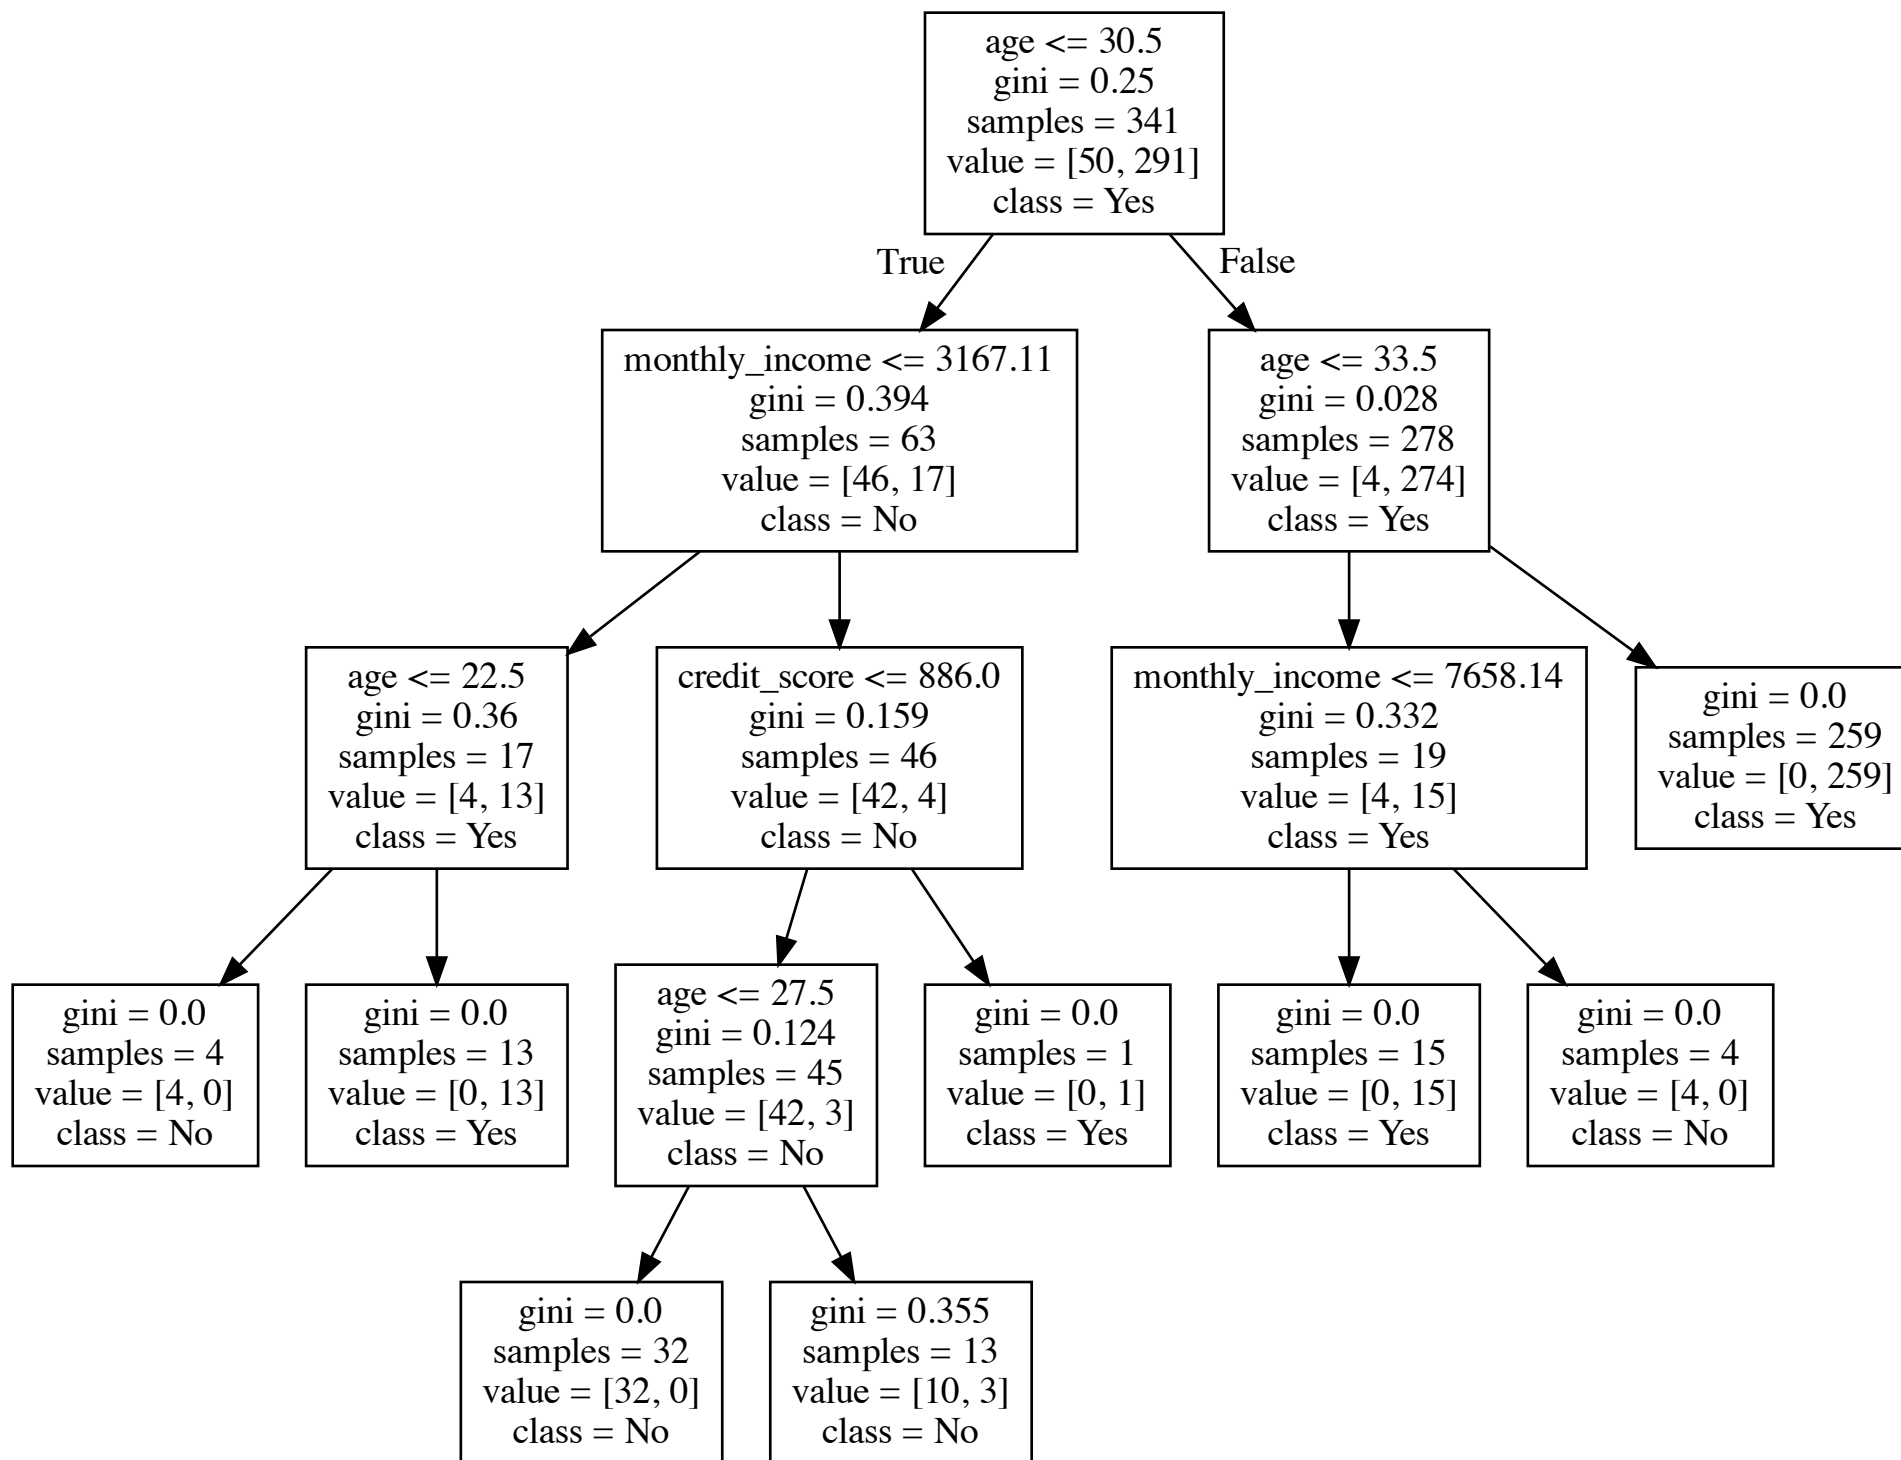 age <= 30.5
gini = 0.25
samples = 341
value = [50, 291]
class = Yes
True
False
monthly_income <= 3167.11
gini = 0.394
samples = 63
value = [46, 17]
class = No
age <= 33.5
gini = 0.028
samples = 278
value = [4, 274]
class = Yes
age <= 22.5
gini = 0.36
samples = 17
value = [4, 13]
class = Yes
credit_score <= 886.0
gini = 0.159
samples = 46
value = [42, 4]
class = No
monthly_income <= 7658.14
gini = 0.332
samples = 19
value = [4, 15]
class = Yes
gini = 0.0
samples = 259
value = [0, 259]
class = Yes
gini = 0.0
samples = 4
value = [4, 0]
class = No
gini = 0.0
samples = 13
value = [0, 13]
class = Yes
age <= 27.5
gini = 0.124
samples = 45
value = [42, 3]
class = No
gini = 0.0
samples = 1
value = [0, 1]
class = Yes
gini = 0.0
samples = 15
value = [0, 15]
class = Yes
gini = 0.0
samples = 4
value = [4, 0]
class = No
gini = 0.0
samples = 32
value = [32, 0]
class = No
gini = 0.355
samples = 13
value = [10, 3]
class = No